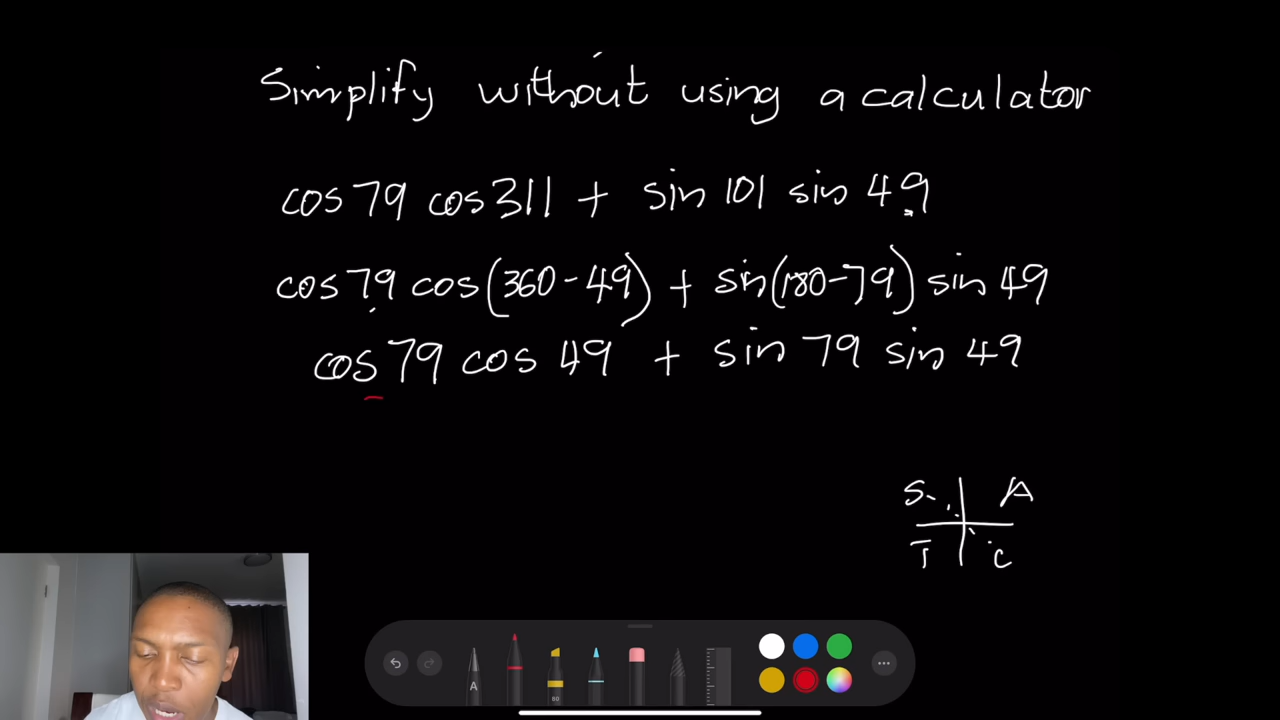 Simplify without using a calculator
cos 79 cos 311 + sin 101 sin 49
cos 79 cos (360 - 49) + sin (180 - 79) sin 49
cos 79 cos 49 + sin 79 sin 49
S A
T C
A
80